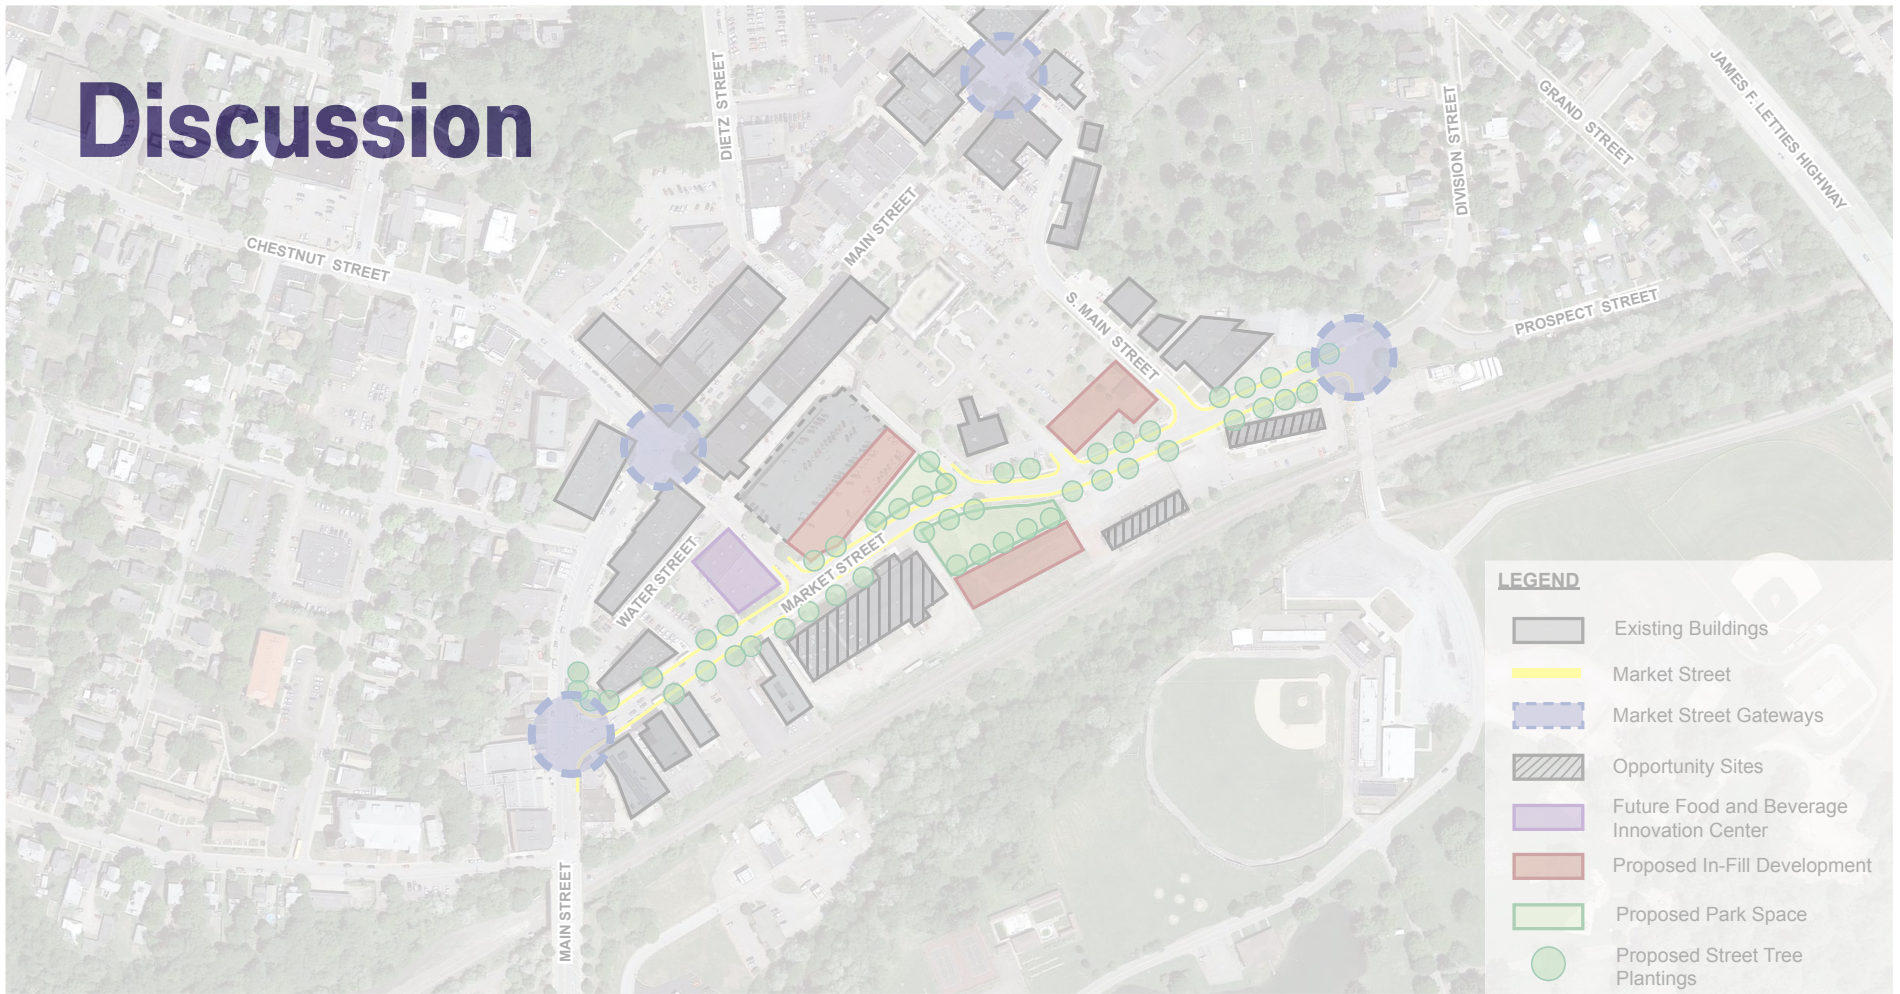 Discussion
DIETZ STREET
MAIN STREET
CHESTNUT STREET
DIVISION STREET
GRAND STREET
JAMES F. LETTIES HIGHWAY
PROSPECT STREET
S. MAIN STREET
WATER STREET
MARKET STREET
MAIN STREET
LEGEND
Existing Buildings
Market Street
Market Street Gateways
Opportunity Sites
Future Food and Beverage
Innovation Center
Proposed In-Fill Development
Proposed Park Space
Proposed Street Tree
Plantings